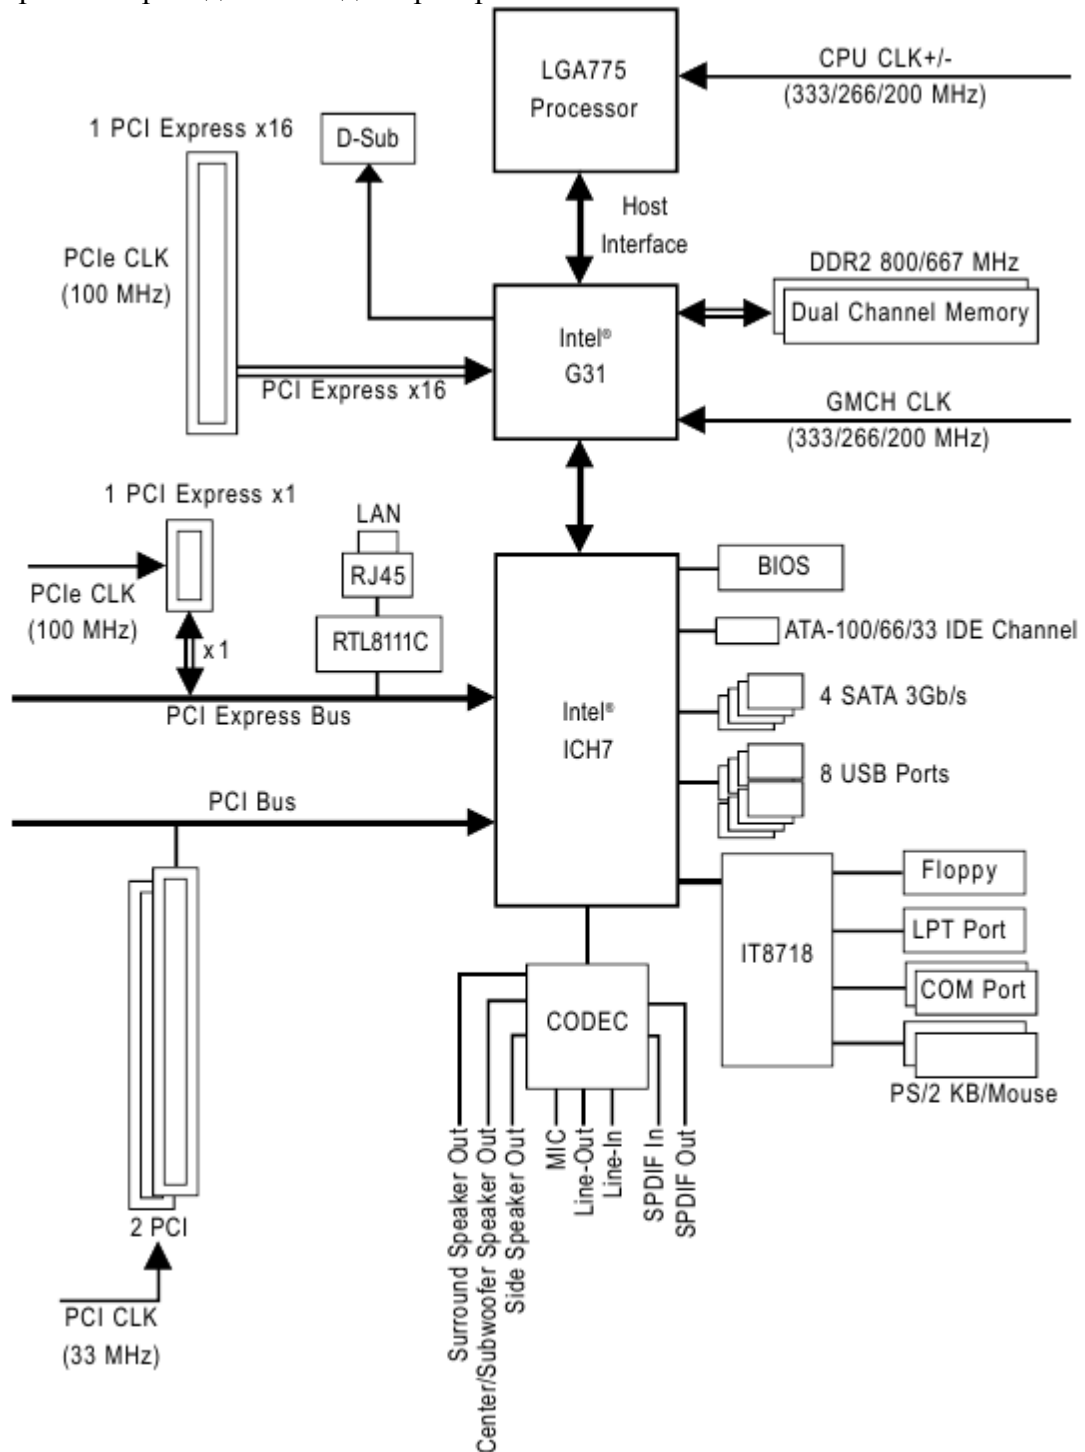 LGA775
Processor
CPU CLK+/-
(333/266/200 MHz)
1 PCI Express x16
D-Sub
Host
Interface
PCIe CLK
(100 MHz)
DDR2 800/667 MHz
Dual Channel Memory
Intel®
G31
PCI Express x16
GMCH CLK
(333/266/200 MHz)
1 PCI Express x1
LAN
RJ45
BIOS
PCIe CLK
(100 MHz)
x1
RTL8111C
ATA-100/66/33 IDE Channel
4 SATA 3Gb/s
PCI Express Bus
Intel®
ICH7
8 USB Ports
PCI Bus
Floppy
LPT Port
IT8718
COM Port
CODEC
PS/2 KB/Mouse
Surround Speaker Out
Center/Subwoofer Speaker Out
Side Speaker Out
MIC
Line-Out
Line-In
SPDIF In
SPDIF Out
2 PCI
PCI CLK
(33 MHz)